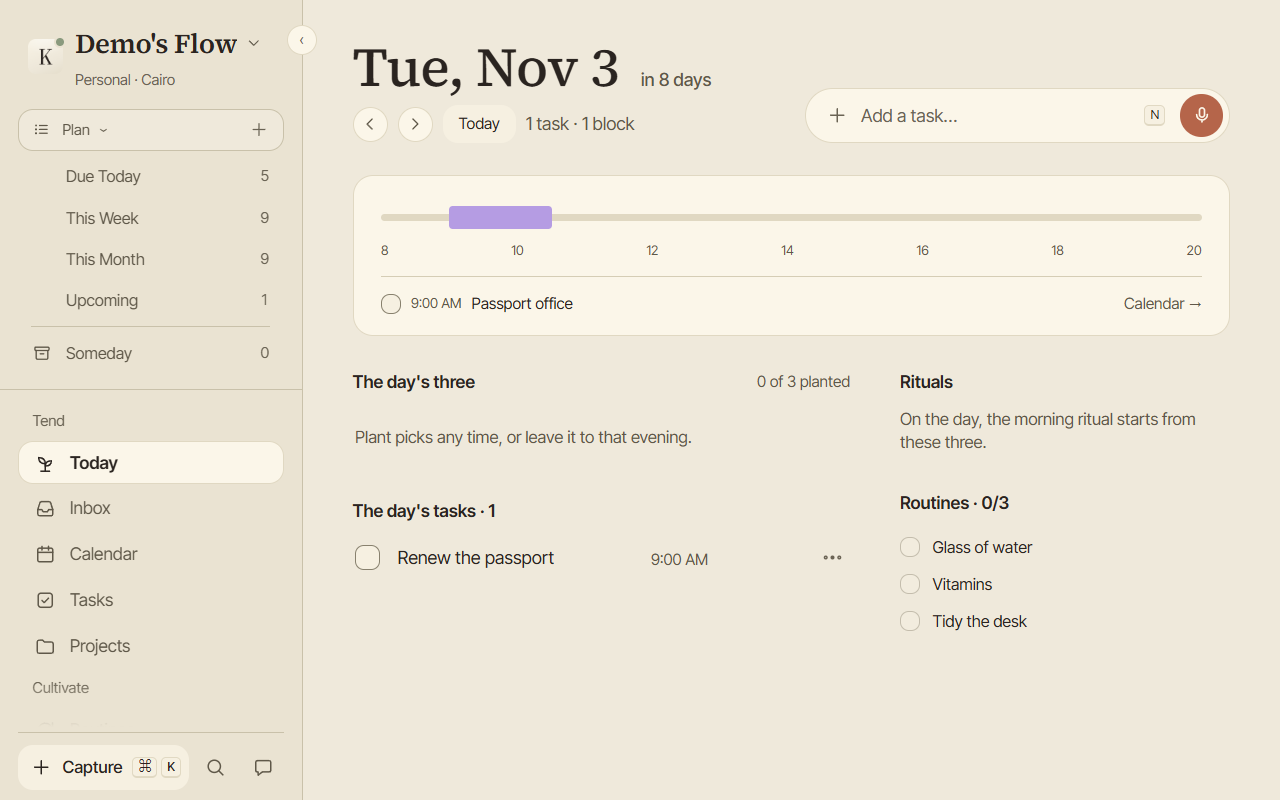 K
Demo's Flow
Personal · Cairo
Plan
Due Today 5
This Week 9
This Month 9
Upcoming 1
Someday 0
Tend
Today
Inbox
Calendar
Tasks
Projects
Cultivate
Capture ⌘ K
Tue, Nov 3 in 8 days
Today 1 task · 1 block
Add a task... N
8 10 12 14 16 18 20
9:00 AM Passport office Calendar →
The day's three 0 of 3 planted
Plant picks any time, or leave it to that evening.
The day's tasks · 1
Renew the passport 9:00 AM
Rituals
On the day, the morning ritual starts from
these three.
Routines · 0/3
Glass of water
Vitamins
Tidy the desk